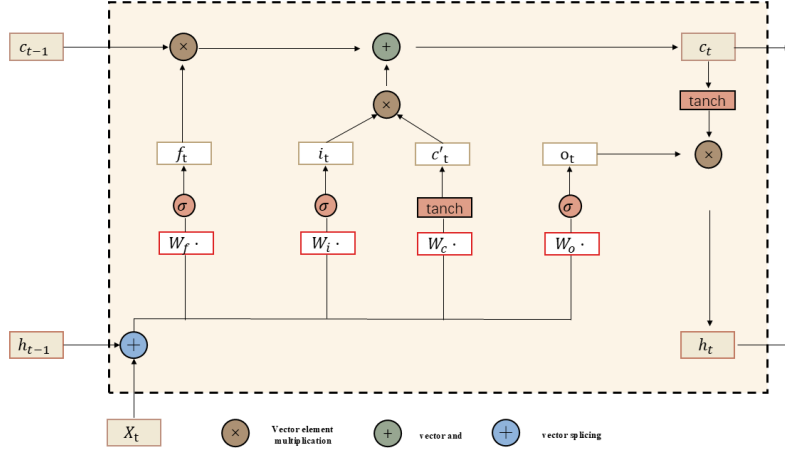 c_{t−1} × + c_t
tanch
×
f_t i_t c'_t o_t ×
σ σ tanch σ
W_f · W_i · W_c · W_o ·
h_{t−1} + h_t
X_t
× Vector element
multiplication
+ vector and
+ vector splicing